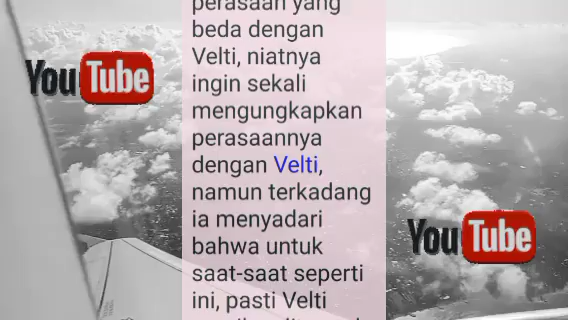 perasaan yang
beda dengan
Velti, niatnya
ingin sekali
mengungkapkan
perasaannya
dengan Velti,
namun terkadang
ia menyadari
bahwa untuk
saat-saat seperti
ini, pasti Velti
YouTube
YouTube